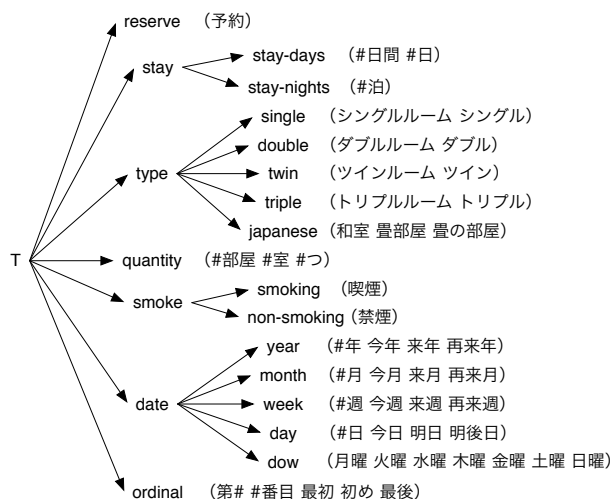 reserve （予約）
stay-days （#日間 #日）
stay
stay-nights （#泊）
single （シングルルーム シングル）
double （ダブルルーム ダブル）
type twin （ツインルーム ツイン）
triple （トリプルルーム トリプル）
japanese （和室 畳部屋 畳の部屋）
T quantity （#部屋 #室 #つ）
smoking （喫煙）
smoke
non-smoking （禁煙）
year （#年 今年 来年 再来年）
month （#月 今月 来月 再来月）
date week （#週 今週 来週 再来週）
day （#日 今日 明日 明後日）
dow （月曜 火曜 水曜 木曜 金曜 土曜 日曜）
ordinal （第# #番目 最初 初め 最後）